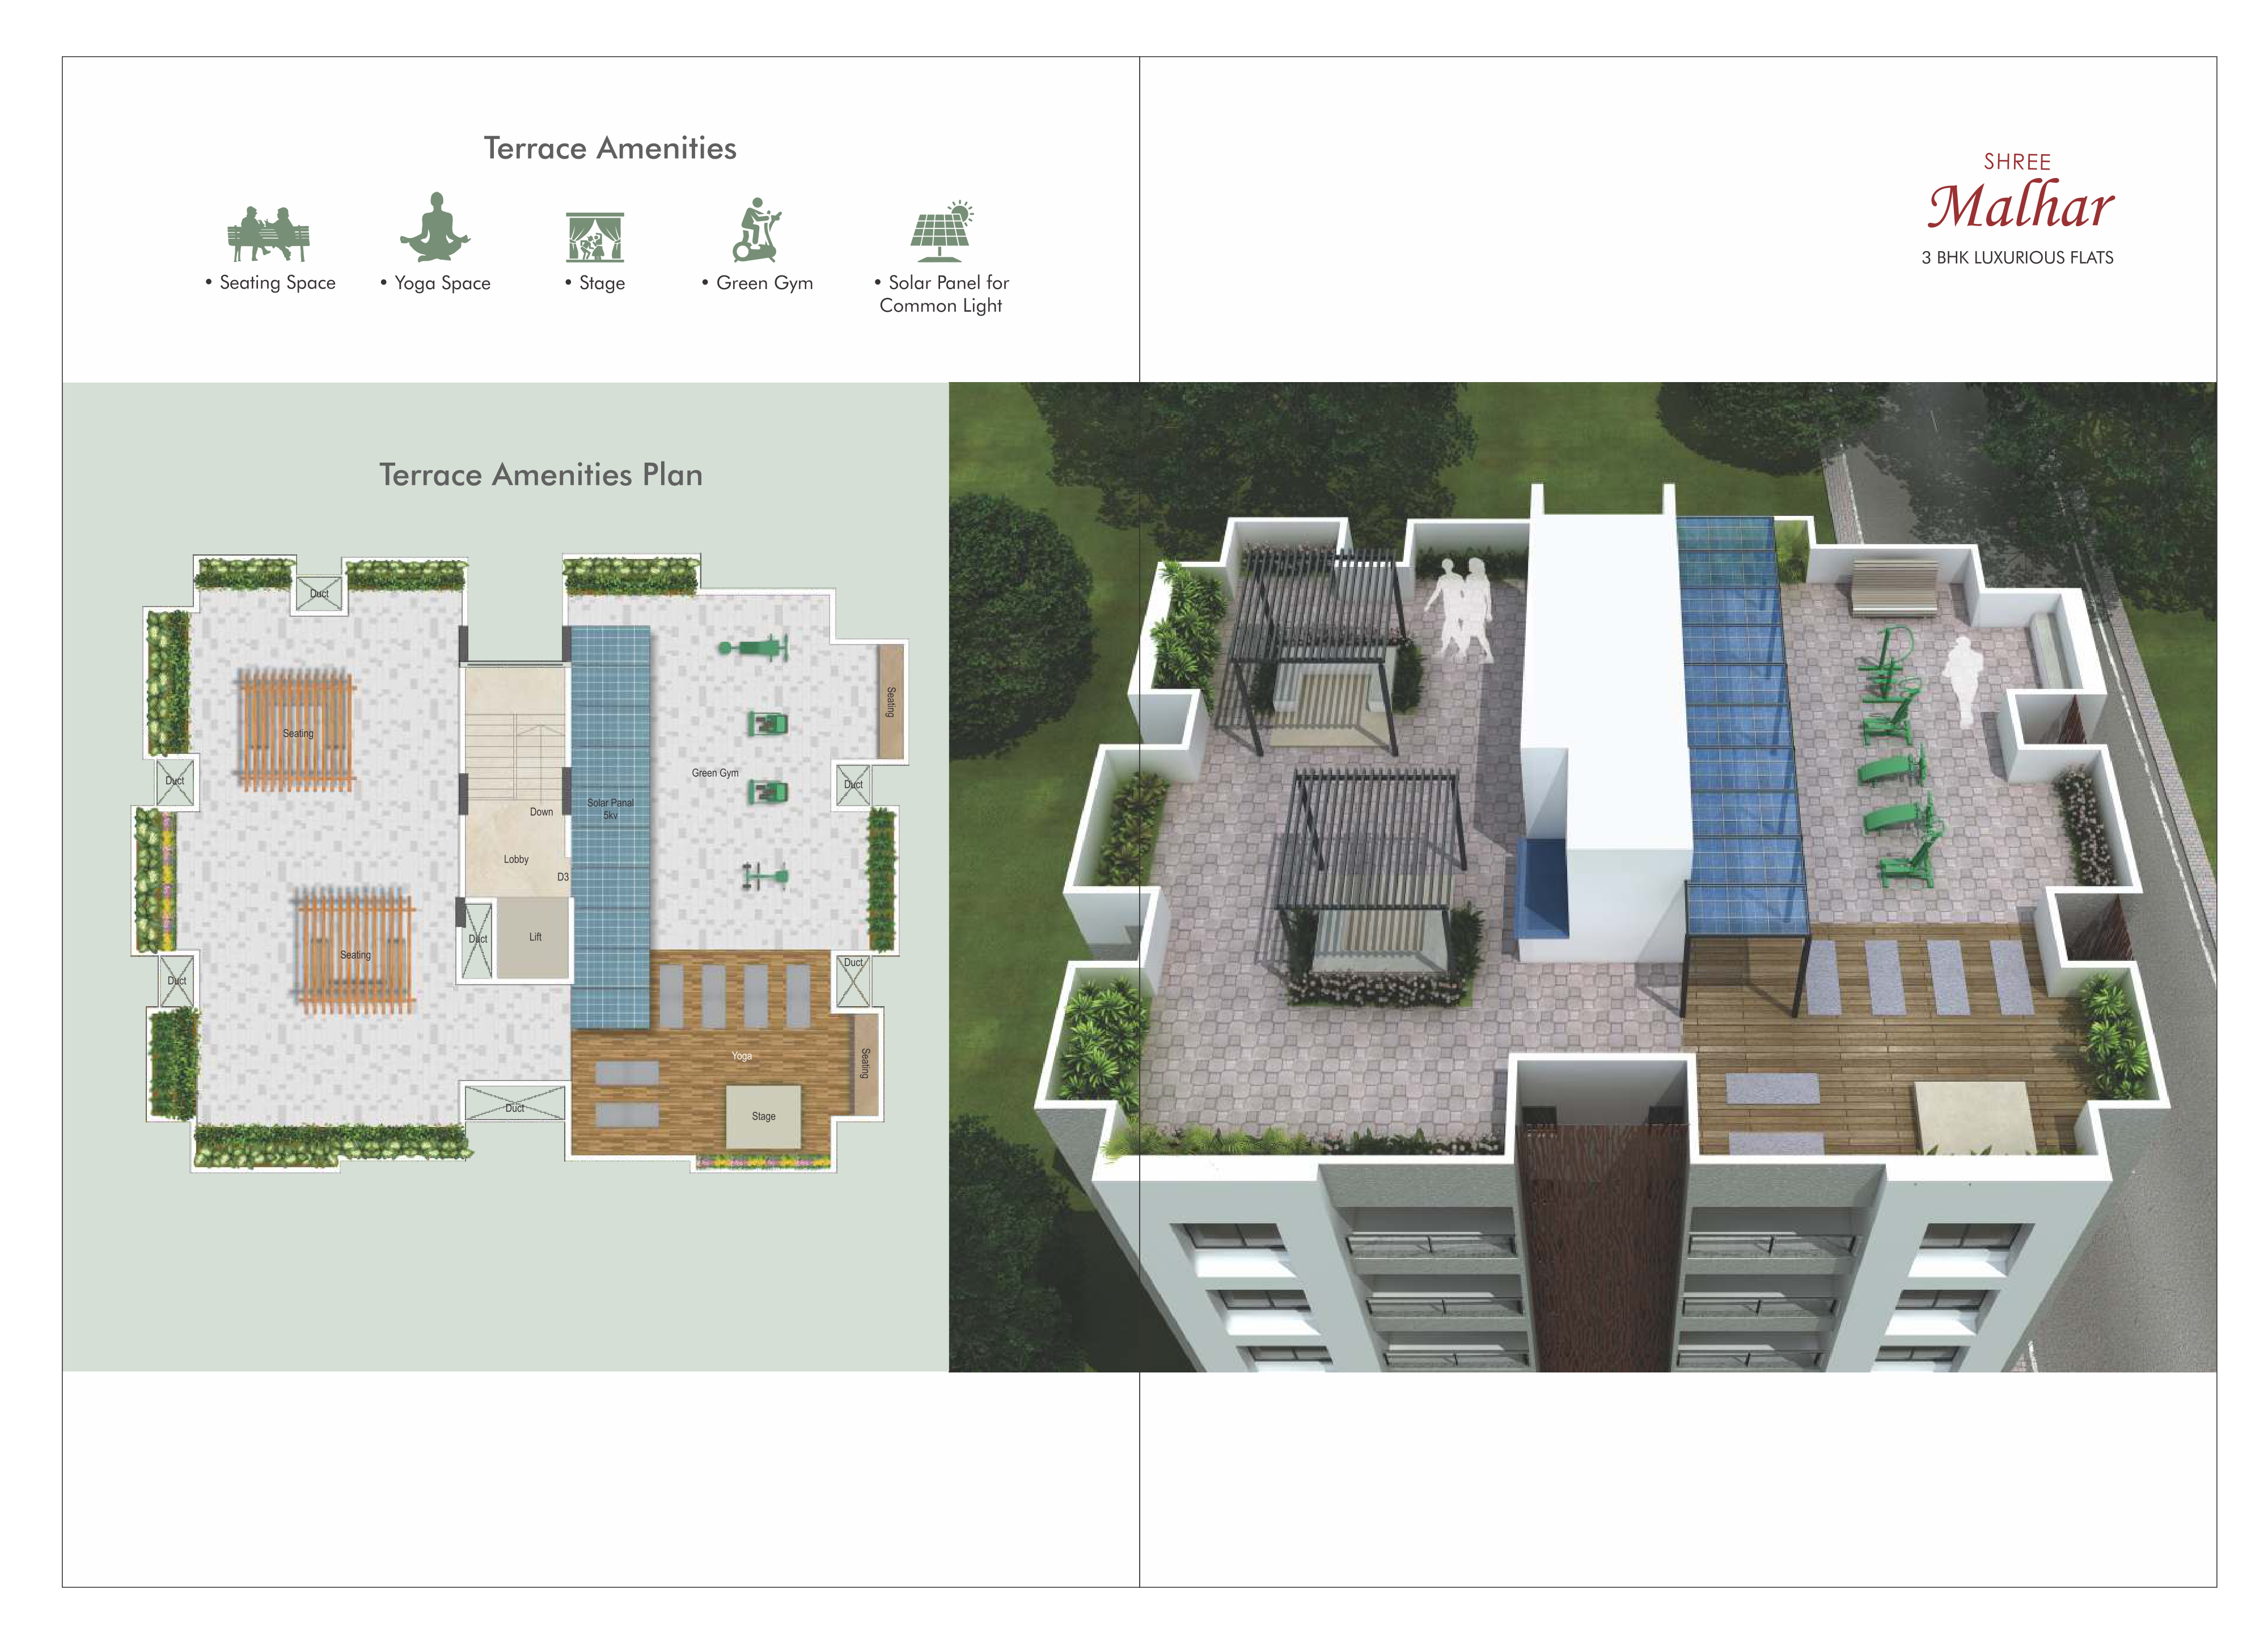 Terrace Amenities
• Seating Space
• Yoga Space
• Stage
• Green Gym
• Solar Panel for
Common Light
SHREE
Malhar
3 BHK LUXURIOUS FLATS
Terrace Amenities Plan
Duct
Seating
Seating
Duct
Green Gym
Duct
Solar Panal
5kv
Down
Lobby
D3
Duct
Lift
Seating
Duct
Duct
Yoga
Seating
Duct
Stage